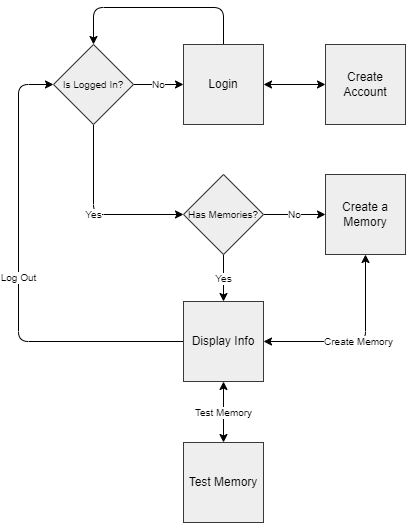 Is Logged In?
No
Login
Create
Account
Yes
Has Memories?
No
Create a
Memory
Yes
Log Out
Display Info
Create Memory
Test Memory
Test Memory